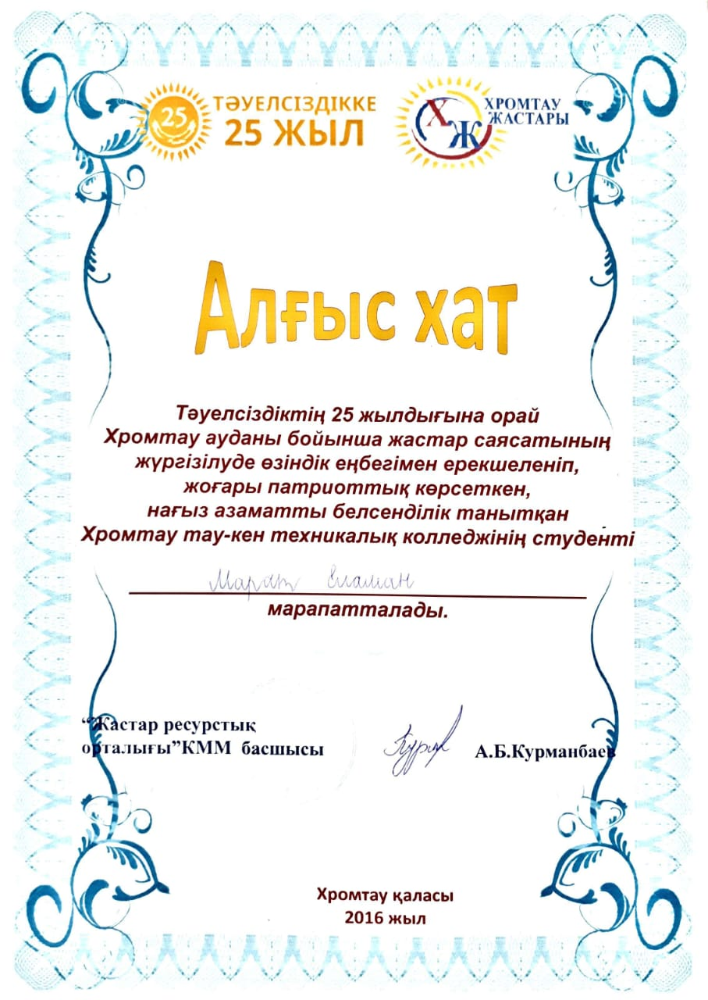 25
ТӘУЕЛСІЗДІККЕ
25 ЖЫЛ
ХЖ
ХРОМТАУ
ЖАСТАРЫ
Алғыс хат
Тәуелсіздіктің 25 жылдығына орай
Хромтау ауданы бойынша жастар саясатының
жүргізілуде өзіндік еңбегімен ерекшеленіп,
жоғары патриоттық көрсеткен,
нағыз азаматты белсенділік танытқан
Хромтау тау-кен техникалық колледжінің студенті
Марат Еламан
марапатталады.
“Жастар ресурстық
орталығы”КММ басшысы
А.Б.Курманбаев
Хромтау қаласы
2016 жыл